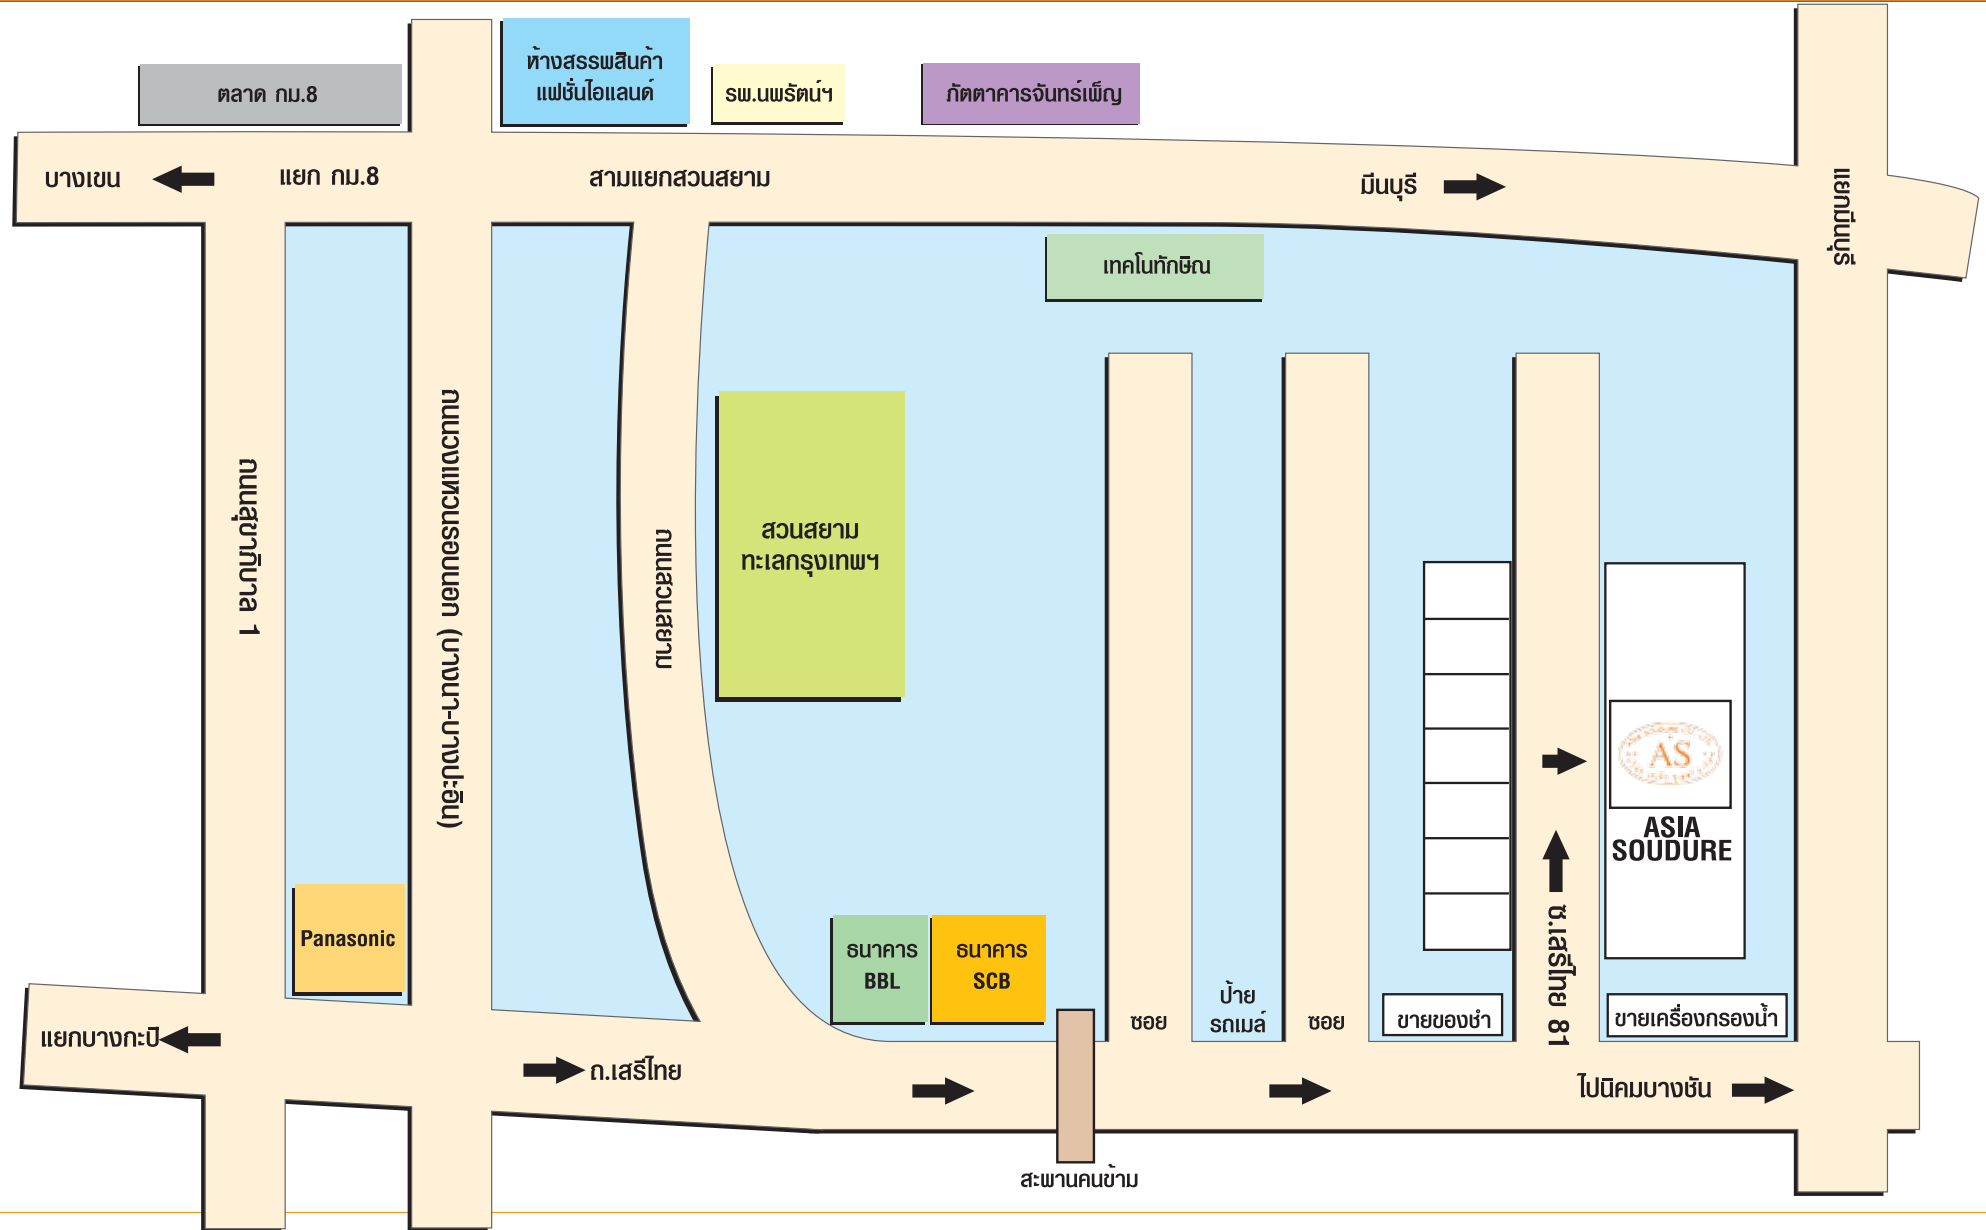 ห้างสรรพสินค้า
แฟชั่นไอแลนด์
ตลาด กม.8
รพ.นพรัตน์ฯ
ภัตตาคารจันทร์เพ็ญ
บางเขน
แยก กม.8
สามแยกสวนสยาม
มีนบุรี
แยกมีนบุรี
เทคโนทักษิณ
ถนนสุขาภิบาล 1
ถนนวงแหวนรอบนอก (บางนา-บางปะอิน)
ถนนสวนสยาม
สวนสยาม
ทะเลกรุงเทพฯ
AS
ASIA
SOUDURE
Panasonic
ธนาคาร
BBL
ธนาคาร
SCB
ซ.เสรีไทย 81
ป้าย
รถเมล์
ซอย
ซอย
ขายของชำ
ขายเครื่องกรองน้ำ
แยกบางกะปิ
ถ.เสรีไทย
ไปนิคมบางชัน
สะพานคนข้าม